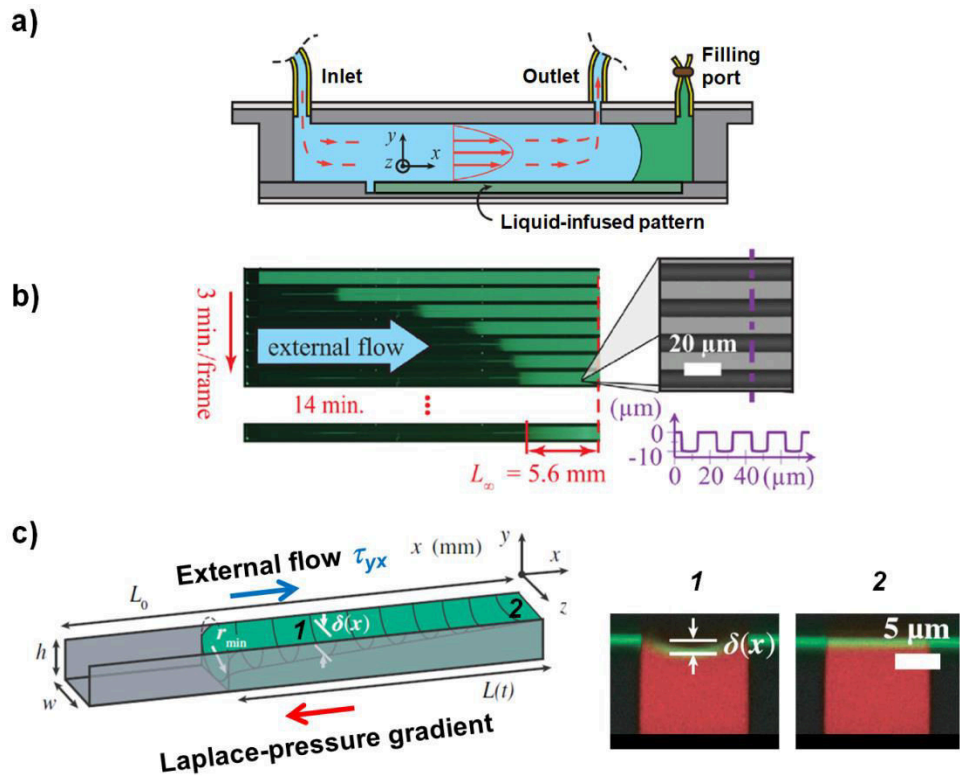 a)
Inlet
Outlet
Filling
port
y
z
x
Liquid-infused pattern
b)
3 min./frame
external flow
14 min.
L∞ = 5.6 mm
20 µm
(µm)
0
-10
0 20 40 (µm)
c)
External flow τyx
x (mm)
y
x
z
L0
1
δ(x)
2
rmin
h
w
L(t)
Laplace-pressure gradient
1
2
δ(x)
5 µm